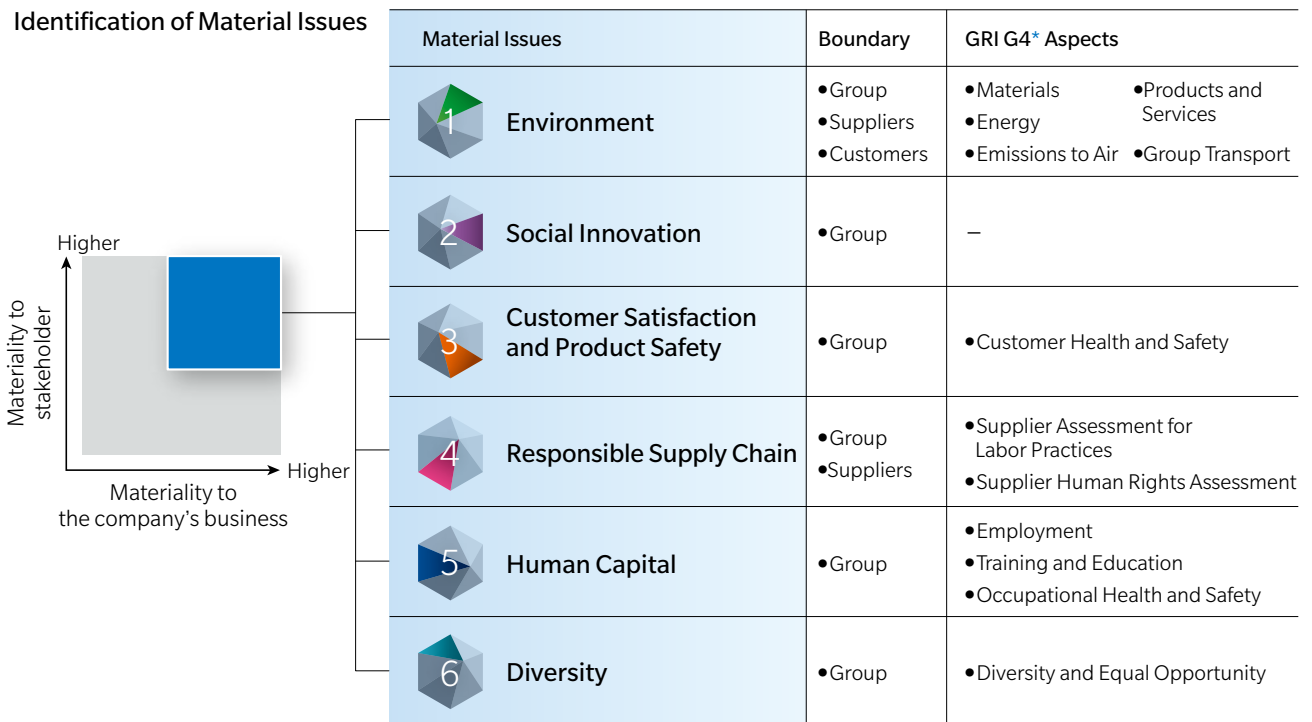 Identification of Material Issues
Material Issues
Boundary
GRI G4* Aspects
1
Environment
•Group
•Suppliers
•Customers
•Materials
•Energy
•Emissions to Air
•Products and
Services
•Group Transport
2
Social Innovation
•Group
–
3
Customer Satisfaction
and Product Safety
•Group
•Customer Health and Safety
4
Responsible Supply Chain
•Group
•Suppliers
•Supplier Assessment for
Labor Practices
•Supplier Human Rights Assessment
5
Human Capital
•Group
•Employment
•Training and Education
•Occupational Health and Safety
6
Diversity
•Group
•Diversity and Equal Opportunity
Higher
Materiality to
stakeholder
Higher
Materiality to
the company's business